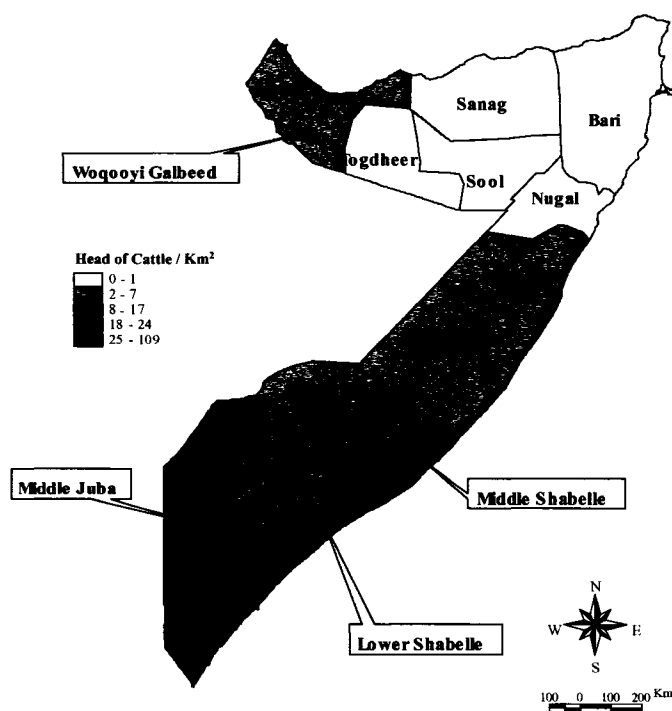 Sanag
Bari
Woqooyi Galbeed
Togdheer
Sool
Nugal
Head of Cattle / Km²
0 - 1
2 - 7
8 - 17
18 - 24
25 - 109
Middle Juba
Middle Shabelle
Lower Shabelle
N
W E
S
100 0 100 200 Km